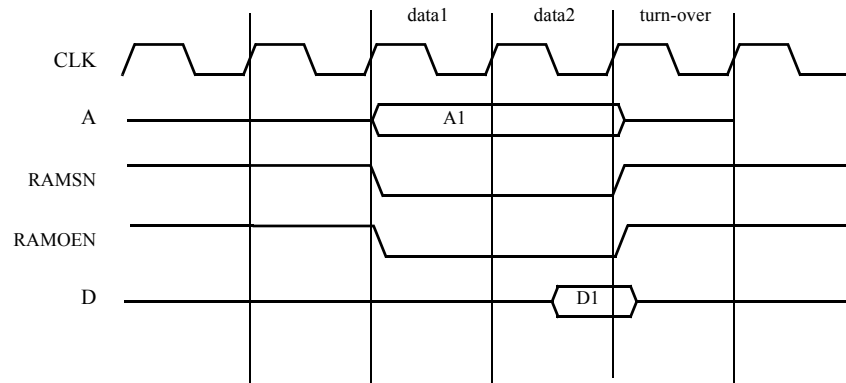 data1 data2 turn-over
CLK
A A1
RAMSN
RAMOEN
D D1